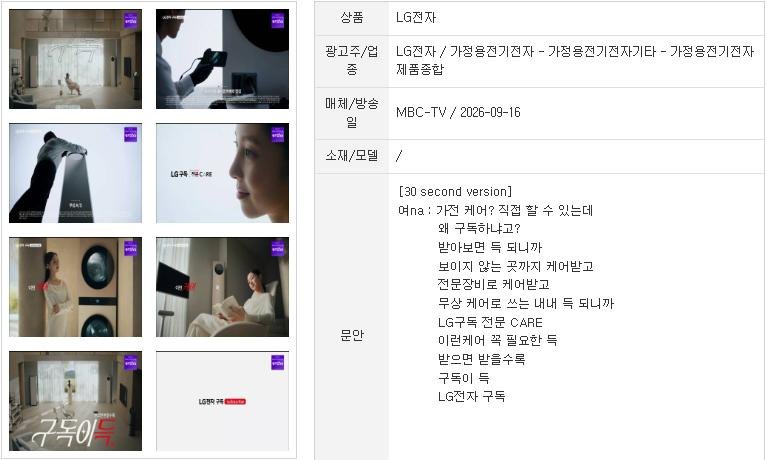 LG 구독 전문 CARE
이런
구독이 득.
LG전자 구독
상품
LG전자
광고주/업종
LG전자 / 가정용전기전자 - 가정용전기전자기타 - 가정용전기전자제품종합
매체/방송일
MBC-TV / 2026-09-16
소재/모델
/
문안
[30 second version]
여na : 가전 케어? 직접 할 수 있는데
왜 구독하냐고?
받아보면 득 되니까
보이지 않는 곳까지 케어받고
전문장비로 케어받고
무상 케어로 쓰는 내내 득 되니까
LG구독 전문 CARE
이런케어 꼭 필요한 득
받으면 받을수록
구독이 득
LG전자 구독